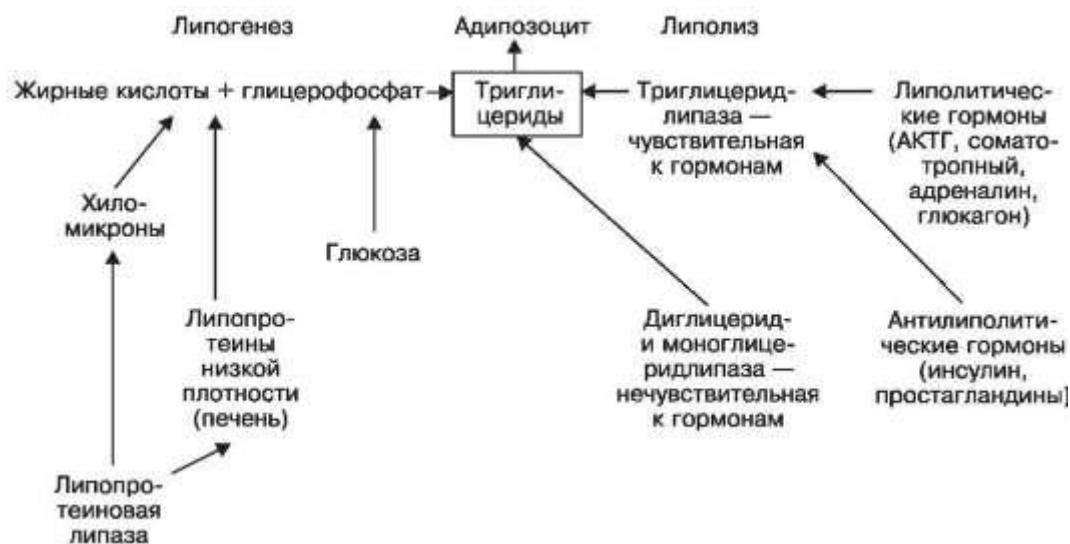 Липогенез
Адипозоцит
Липолиз
Жирные кислоты + глицерофосфат
Тригли-
цериды
Триглицерид-
липаза —
чувствительная
к гормонам
Липолитичес-
кие гормоны
(АКТГ, сомато-
тропный,
адреналин,
глюкагон)
Хило-
микроны
Глюкоза
Липопро-
теины
низкой
плотности
(печень)
Диглицерид-
и моноглице-
ридлипаза —
нечувствительная
к гормонам
Антилиполити-
ческие гормоны
(инсулин,
простагландины)
Липопро-
теиновая
липаза